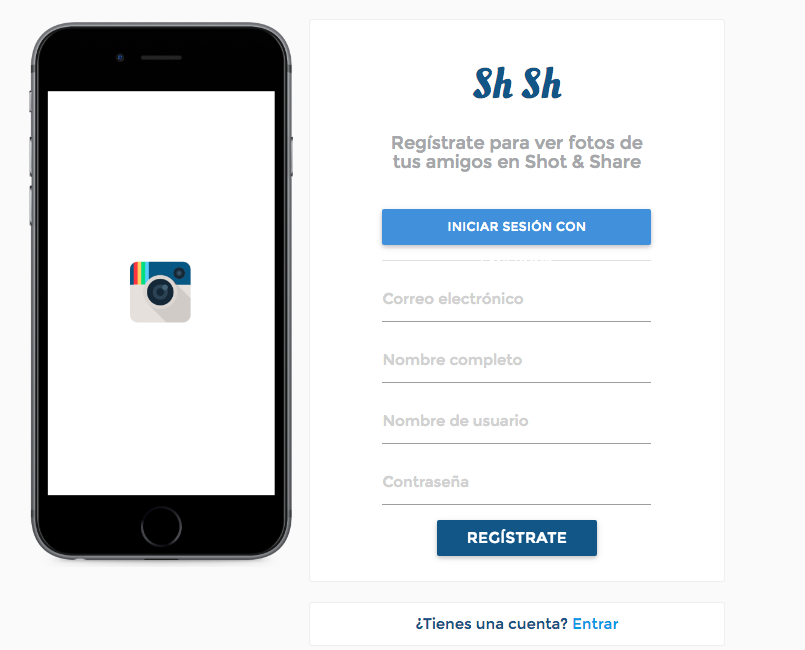 Sh Sh
Regístrate para ver fotos de
tus amigos en Shot & Share
INICIAR SESIÓN CON
Correo electrónico
Nombre completo
Nombre de usuario
Contraseña
REGÍSTRATE
¿Tienes una cuenta? Entrar